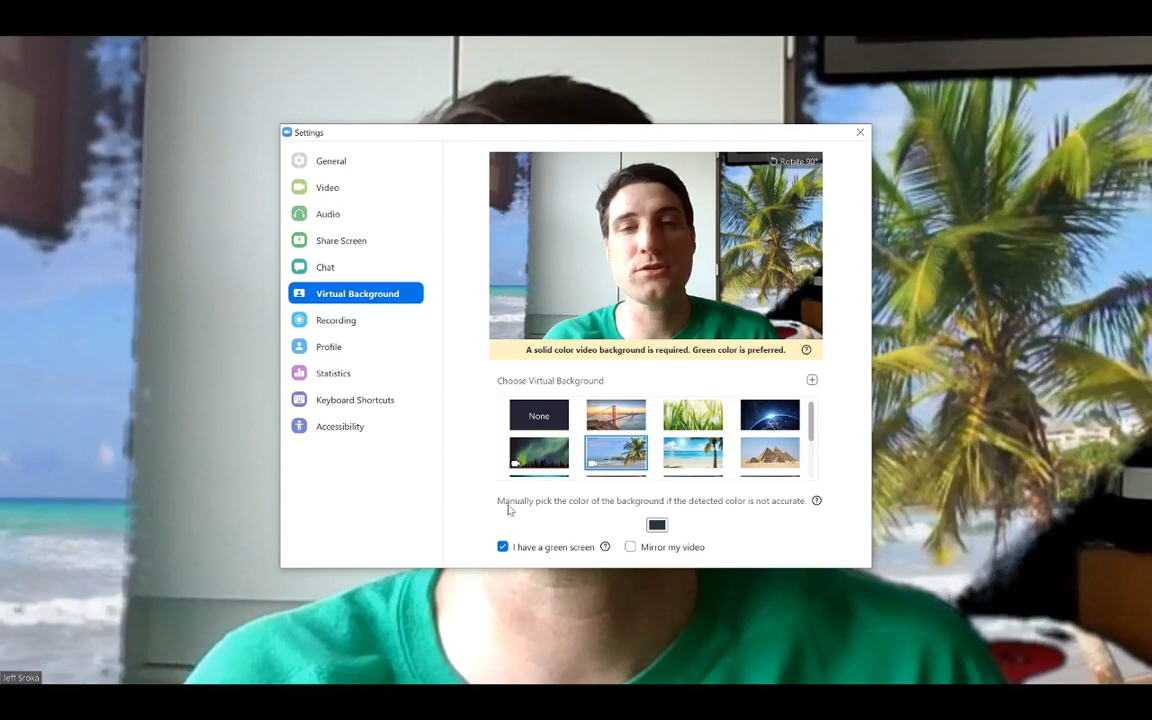 Settings
General
Video
Audio
Share Screen
Chat
Virtual Background
Recording
Profile
Statistics
Keyboard Shortcuts
Accessibility
Rotate 90°
A solid color video background is required. Green color is preferred.
Choose Virtual Background
None
Manually pick the color of the background if the detected color is not accurate.
I have a green screen
Mirror my video
Jeff Sroka